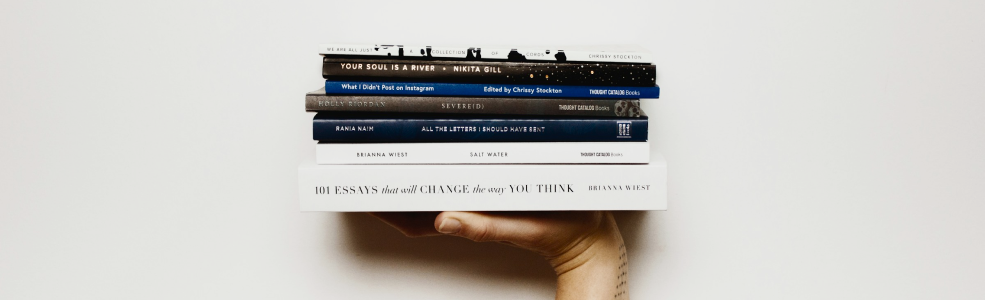 WE ARE ALL JUST A COLLECTION OF CORDS CHRISSY STOCKTON
YOUR SOUL IS A RIVER • NIKITA GILL
What I Didn't Post on Instagram Edited by Chrissy Stockton THOUGHT CATALOG Books
HOLLY RIORDAN SEVERE(D) THOUGHT CATALOG Books
RANIA NAIM ALL THE LETTERS I SHOULD HAVE SENT
BRIANNA WIEST SALT WATER THOUGHT CATALOG Books
101 ESSAYS that will CHANGE the way YOU THINK BRIANNA WIEST